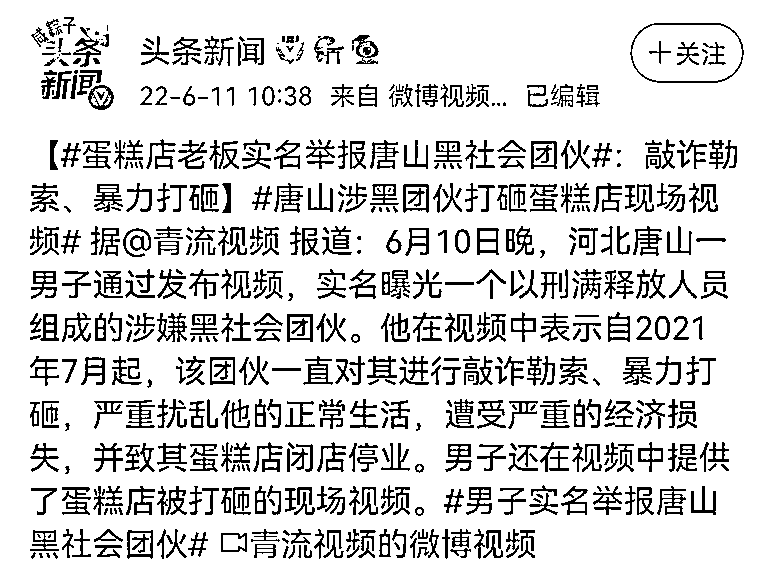 咸粽子
头条
新闻
头条新闻
+关注
22-6-11 10:38 来自 微博视频... 已编辑
【#蛋糕店老板实名举报唐山黑社会团伙#：敲诈勒
索、暴力打砸】#唐山涉黑团伙打砸蛋糕店现场视
频# 据@青流视频 报道：6月10日晚，河北唐山一
男子通过发布视频，实名曝光一个以刑满释放人员
组成的涉嫌黑社会团伙。他在视频中表示自2021
年7月起，该团伙一直对其进行敲诈勒索、暴力打
砸，严重扰乱他的正常生活，遭受严重的经济损
失，并致其蛋糕店闭店停业。男子还在视频中提供
了蛋糕店被打砸的现场视频。#男子实名举报唐山
黑社会团伙# 青流视频的微博视频